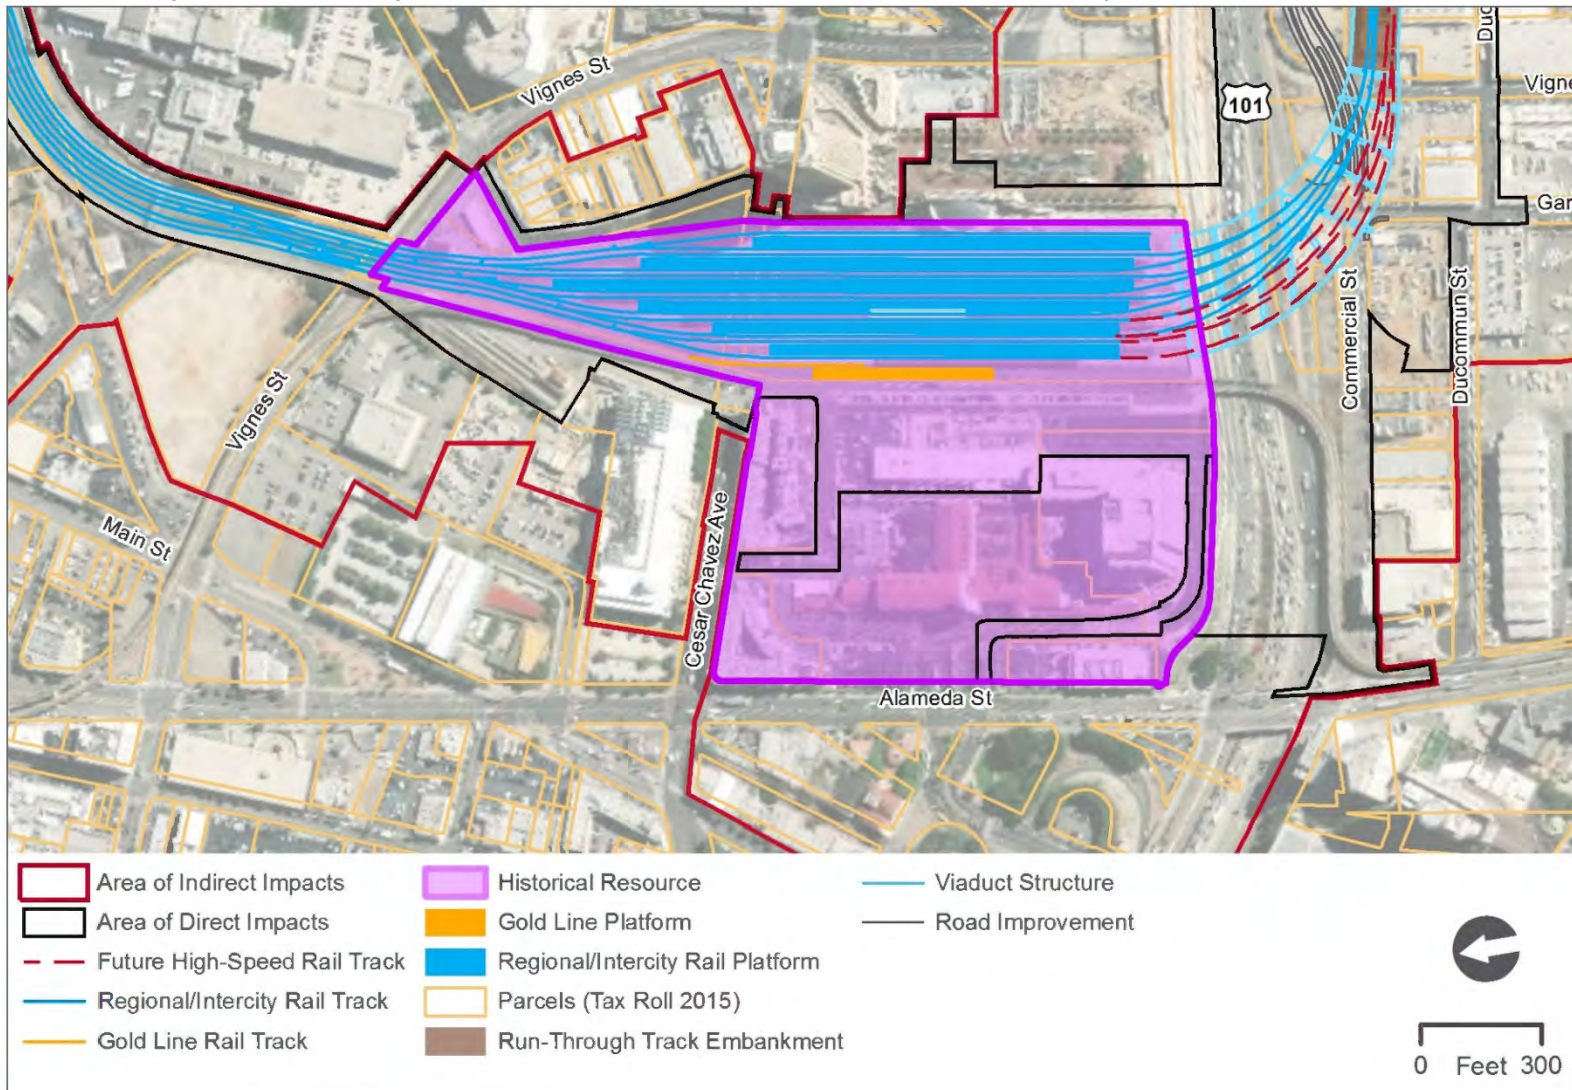 Vignes St
101
Duc
Vigne
Gar
Commercial St
Ducommun St
Vignes St
Main St
Cesar Chavez Ave
Alameda St
Area of Indirect Impacts
Area of Direct Impacts
Future High-Speed Rail Track
Regional/Intercity Rail Track
Gold Line Rail Track
Historical Resource
Gold Line Platform
Regional/Intercity Rail Platform
Parcels (Tax Roll 2015)
Run-Through Track Embankment
Viaduct Structure
Road Improvement
0 Feet 300